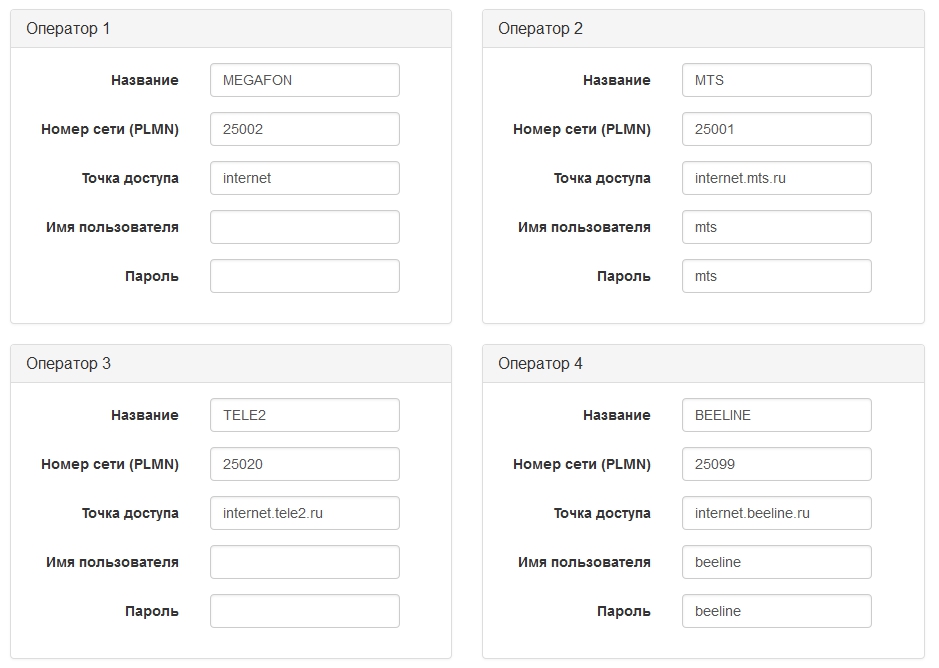 Оператор 1
Название MEGAFON
Номер сети (PLMN) 25002
Точка доступа internet
Имя пользователя
Пароль
Оператор 2
Название MTS
Номер сети (PLMN) 25001
Точка доступа internet.mts.ru
Имя пользователя mts
Пароль mts
Оператор 3
Название TELE2
Номер сети (PLMN) 25020
Точка доступа internet.tele2.ru
Имя пользователя
Пароль
Оператор 4
Название BEELINE
Номер сети (PLMN) 25099
Точка доступа internet.beeline.ru
Имя пользователя beeline
Пароль beeline